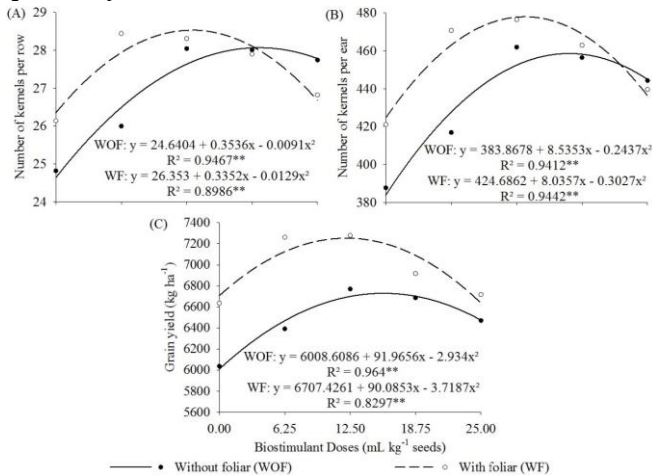 (A)
Number of kernels per row
30
28
26
24
WOF: y = 24.6404 + 0.3536x - 0.0091x²
R² = 0.9467**
WF: y = 26.353 + 0.3352x - 0.0129x²
R² = 0.8986**
(B)
Number of kernels per ear
480
460
440
420
400
380
WOF: y = 383.8678 + 8.5353x - 0.2437x²
R² = 0.9412**
WF: y = 424.6862 + 8.0357x - 0.3027x²
R² = 0.9442**
(C)
Grain yield (kg ha⁻¹)
7400
7200
7000
6800
6600
6400
6200
6000
5800
5600
WOF: y = 6008.6086 + 91.9656x - 2.934x²
R² = 0.964**
WF: y = 6707.4261 + 90.0853x - 3.7187x²
R² = 0.8297**
0.00 6.25 12.50 18.75 25.00
Biostimulant Doses (mL kg⁻¹ seeds)
Without foliar (WOF) With foliar (WF)